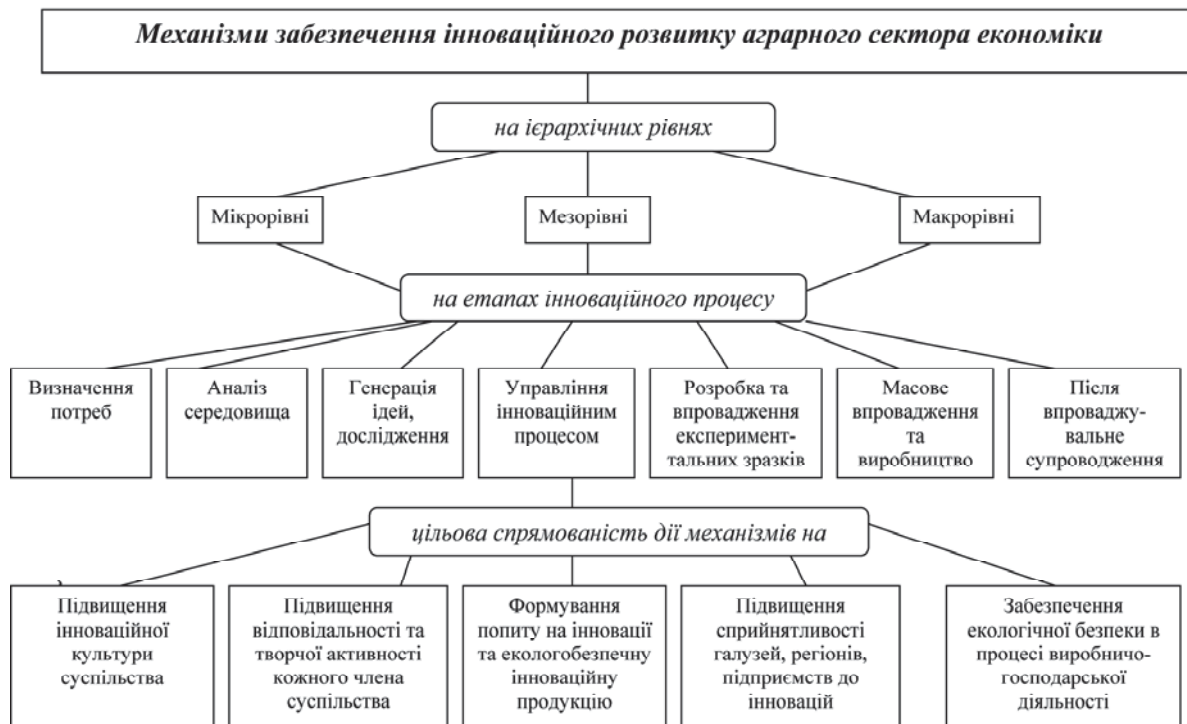 Механізми забезпечення інноваційного розвитку аграрного сектора економіки
на ієрархічних рівнях
Мікрорівні
Мезорівні
Макрорівні
на етапах інноваційного процесу
Визначення
потреб
Аналіз
середовища
Генерація
ідей,
дослідження
Управління
інноваційним
процесом
Розробка та
впровадження
експеримент-
тальних зразків
Масове
впровадження
та
виробництво
Після
впроваджу-
вальне
супроводження
цільова спрямованість дії механізмів на
Підвищення
інноваційної
культури
суспільства
Підвищення
відповідальності та
творчої активності
кожного члена
суспільства
Формування
попиту на інновації
та екологобезпечну
інноваційну
продукцію
Підвищення
сприйнятливості
галузей, регіонів,
підприємств до
інновацій
Забезпечення
екологічної безпеки в
процесі виробничо-
господарської
діяльності